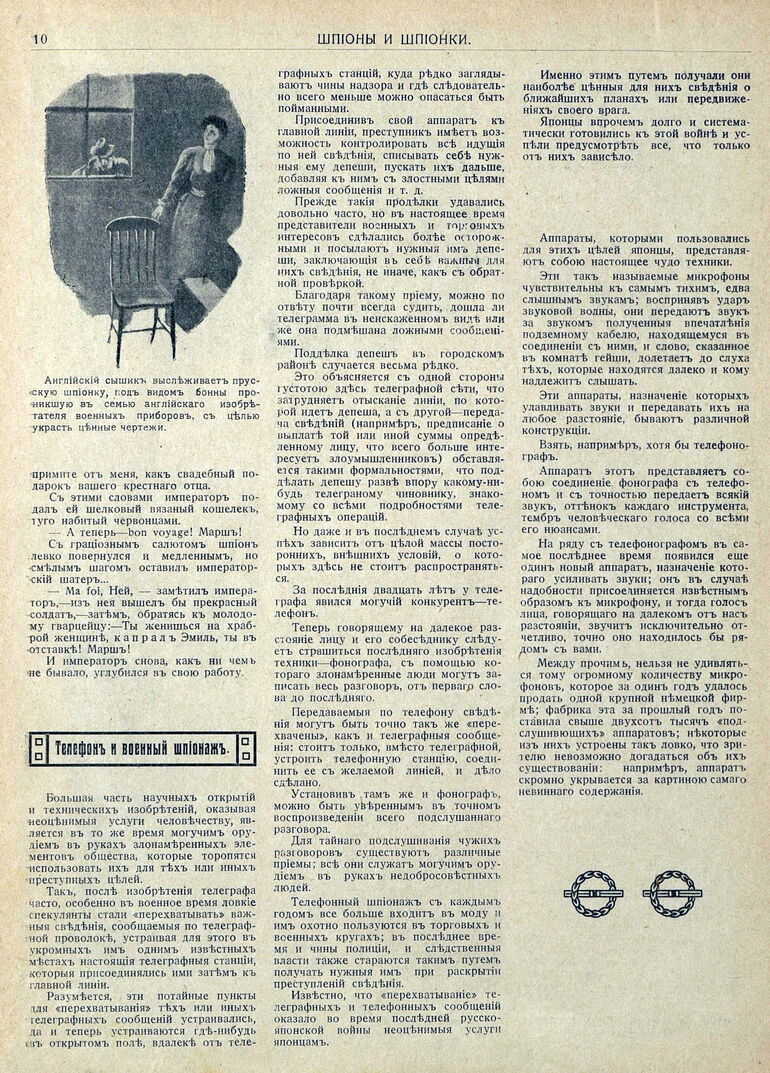 10
ШПІОНЫ И ШПІОНКИ.
Англійскій сыщикъ выслѣживаетъ прус-
скую шпіонку, подъ видомъ бонны про-
никшую въ семью англійскаго изобрѣ-
тателя военныхъ приборовъ, съ цѣлью
украсть цѣнные чертежи.
примите отъ меня, какъ свадебный по-
дарокъ вашего крестнаго отца.
Съ этими словами императоръ по-
далъ ей шелковый вязаный кошелекъ,
туго набитый червонцами.
— А теперь—bon voyage! Маршъ!
Съ граціознымъ салютомъ шпіонъ
левко повернулся и медленнымъ, но
смѣлымъ шагомъ оставилъ император-
скій шатеръ...
— Ma foi, Ней, — замѣтилъ импера-
торъ,—изъ нея вышелъ бы прекрасный
солдатъ,—затѣмъ, обратясь къ молодо-
му гварцейцу:—Ты женишься на храб-
рой женщинѣ, капралъ Эмиль, ты въ
отставкѣ! Маршъ!
И императоръ снова, какъ ни чемъ
не бывало, углубился въ свою работу.
Телефонъ и военный шпіонажъ.
Большая часть научныхъ открытій
и техническихъ изобрѣтеній, оказывая
неоцѣнимыя услуги человѣчеству, яв-
ляется въ то же время могучимъ ору-
діемъ въ рукахъ злонамѣренныхъ эле-
ментовъ общества, которые торопятся
использовать ихъ для тѣхъ или иныхъ
преступныхъ цѣлей.
Такъ, послѣ изобрѣтенія телеграфа
часто, особенно въ военное время ловкіе
спекулянты стали «перехватывать» важ-
ныя свѣдѣнія, сообщаемыя по телеграф-
ной проволокѣ, устраивая для этого въ
укромныхъ имъ однимъ извѣстныхъ
мѣстахъ настоящія телеграфныя станціи,
которыя присоединялись ими затѣмъ къ
главной линіи.
Разумѣется, эти потайные пункты
для «перехватыванія» тѣхъ или иныхъ
телеграфныхъ сообщеній устраивались,
да и теперь устраиваются гдѣ-нибудь
въ открытомъ полѣ, вдалекѣ отъ теле-
графныхъ станцій, куда рѣдко загляды-
ваютъ чины надзора и гдѣ слѣдователь-
но всего меньше можно опасаться быть
пойманными.
Присоединивъ свой аппаратъ къ
главной линіи, преступникъ имѣетъ воз-
можность контролировать всѣ идущія
по ней свѣдѣнія, списывать себѣ нуж-
ныя ему депеши, пускать ихъ дальше,
добавляя къ нимъ съ злостными цѣлями
ложныя сообщенія и т. д.
Прежде такія продѣлки удавались
довольно часто, но въ настоящее время
представители военныхъ и торговыхъ
интересовъ сдѣлались болѣе осторож-
ными и посылаютъ нужныя имъ депе-
ши, заключающія въ себѣ важныя для
нихъ свѣдѣнія, не иначе, какъ съ обрат-
ной провѣркой.
Благодаря такому пріему, можно по
отвѣту почти всегда судить, дошла ли
телеграмма въ неискаженномъ видѣ или
же она подмѣшана ложными сообщені-
ями.
Поддѣлка депешъ въ городскомъ
районѣ случается весьма рѣдко.
Это объясняется съ одной стороны
густотою здѣсь телеграфной сѣти, что
затрудняетъ отысканіе линіи, по кото-
рой идетъ депеша, а съ другой—переда-
ча свѣдѣній (напримѣръ, предписаніе о
выплатѣ той или иной суммы опредѣ-
ленному лицу, что всего больше инте-
ресуетъ злоумышленниковъ) обставля-
ется такими формальностями, что под-
дѣлать депешу развѣ впору какому-ни-
будь телеграному чиновнику, знако-
мому со всѣми подробностями теле-
графныхъ операцій.
Но даже и въ послѣднемъ случаѣ ус-
пѣхъ зависитъ отъ цѣлой массы посто-
роннихъ, внѣшнихъ условій, о кото-
рыхъ здѣсь не стоитъ распространять-
ся.
За послѣднія двадцать лѣтъ у теле-
графа явился могучій конкурентъ—те-
лефонъ.
Теперь говорящему на далекое раз-
стояніе лицу и его собесѣднику слѣду-
етъ страшиться послѣдняго изобрѣтенія
техники—фонографа, съ помощью ко-
тораго злонамѣренные люди могутъ за-
писать весь разговоръ, отъ перваго сло-
ва до послѣдняго.
Передаваемыя по телефону свѣдѣ-
нія могутъ быть точно такъ же «пере-
хвачены», какъ и телеграфныя сообще-
нія: стоитъ только, вмѣсто телеграфной,
устроить телефонную станцію, соеди-
нить ее съ желаемой линіей, и дѣло
сдѣлано.
Установивъ тамъ же и фонографъ,
можно быть увѣреннымъ въ точномъ
воспроизведеніи всего подслушаннаго
разговора.
Для тайнаго подслушиванія чужихъ
разговоровъ существуютъ различные
пріемы; всѣ они служатъ могучимъ ору-
діемъ въ рукахъ недобросовѣстныхъ
людей.
Телефонный шпіонажъ съ каждымъ
годомъ все больше входитъ въ моду и
имъ охотно пользуются въ торговыхъ и
военныхъ кругахъ; въ послѣднее время
и чины полиціи, и слѣдственныя
власти также стараются такимъ путемъ
получать нужныя имъ при раскрытіи
преступленій свѣдѣнія.
Извѣстно, что «перехватываніе» те-
леграфныхъ и телефонныхъ сообщеній
оказало во время послѣдней русско-
японской войны неоцѣнимыя услуги
японцамъ.
Именно этимъ путемъ получали они
наиболѣе цѣнныя для нихъ свѣдѣнія о
ближайшихъ планахъ или передвиже-
ніяхъ своего врага.
Японцы впрочемъ долго и система-
тически готовились къ этой войнѣ и ус-
пѣли предусмотрѣть все, что только
отъ нихъ зависѣло.
Аппараты, которыми пользовались
для этихъ цѣлей японцы, представля-
ютъ собою настоящее чудо техники.
Эти такъ называемые микрофоны
чувствительны къ самымъ тихимъ, едва
слышнымъ звукамъ; воспринявъ ударъ
звуковой волны, они передаютъ звукъ
за звукомъ полученныя впечатлѣнія
подземному кабелю, находящемуся въ
соединеніи съ ними, и слово, сказанное
въ комнатѣ гейши, долетаетъ до слуха
тѣхъ, которые находятся далеко и кому
надлежитъ слышать.
Эти аппараты, назначеніе которыхъ
улавливать звуки и передавать ихъ на
любое разстояніе, бываютъ различной
конструкціи.
Взять, напримѣръ, хотя бы телефоно-
графъ.
Аппаратъ этотъ представляетъ со-
бою соединеніе фонографа съ телефо-
номъ и съ точностью передаетъ всякій
звукъ, оттѣнокъ каждаго инструмента,
тембръ человѣческаго голоса со всѣми
его нюансами.
На ряду съ телефонографомъ въ са-
мое послѣднее время появился еще
одинъ новый аппаратъ, назначеніе кото-
раго усиливать звуки; онъ въ случаѣ
надобности присоединяется извѣстнымъ
образомъ къ микрофону, и тогда голосъ
лица, говорящаго на далекомъ отъ насъ
разстояніи, звучитъ исключительно от-
четливо, точно оно находилось бы ря-
домъ съ вами.
Между прочимъ, нельзя не удивлять-
ся тому огромному количеству микро-
фоновъ, которое за одинъ годъ удалось
продать одной крупной нѣмецкой фир-
мѣ; фабрика эта за прошлый годъ по-
ставила свыше двухсотъ тысячъ «под-
слушивающихъ» аппаратовъ; нѣкоторые
изъ нихъ устроены такъ ловко, что зри-
телю невозможно догадаться объ ихъ
существованіи: напримѣръ, аппаратъ
скромно укрывается за картиною самаго
невиннаго содержанія.